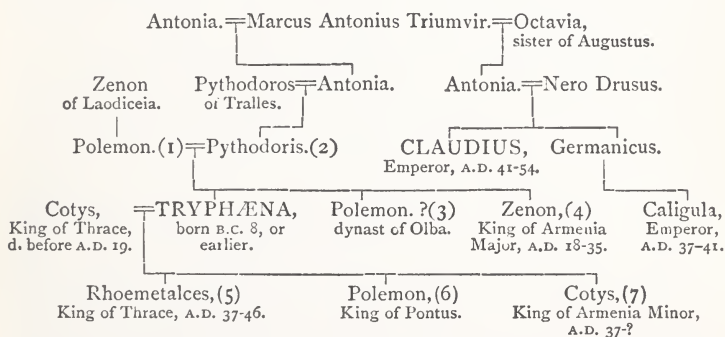 Antonia.=Marcus Antonius Triumvir.=Octavia,
sister of Augustus.
Zenon
of Laodiceia.
Pythodoros=Antonia.
of Tralles.
Antonia.=Nero Drusus.
Polemon.(1)=Pythodoris.(2)
CLAUDIUS,
Emperor, A.D. 41-54.
Germanicus.
Cotys,
King of Thrace,
d. before A.D. 19.
=TRYPHÆNA,
born B.C. 8, or
earlier.
Polemon. ?(3)
dynast of Olba.
Zenon,(4)
King of Armenia
Major, A.D. 18-35.
Caligula,
Emperor,
A.D. 37-41.
Rhoemetalces,(5)
King of Thrace, A.D. 37-46.
Polemon,(6)
King of Pontus.
Cotys,(7)
King of Armenia Minor,
A.D. 37-?